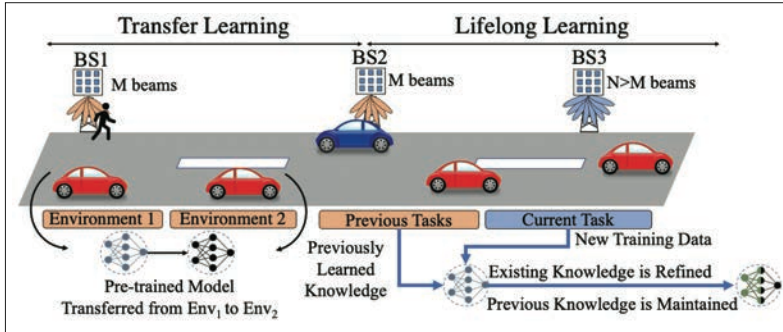 Transfer Learning
Lifelong Learning
BS1
M beams
BS2
M beams
BS3
N>M beams
Environment 1
Environment 2
Previous Tasks
Current Task
Pre-trained Model
Transferred from Env₁ to Env₂
Previously
Learned
Knowledge
New Training Data
Existing Knowledge is Refined
Previous Knowledge is Maintained